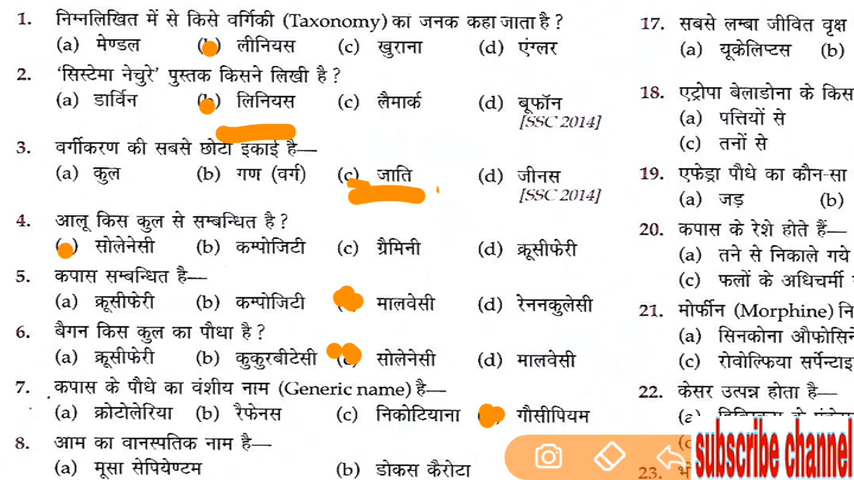 1. निम्नलिखित में से किसे वर्गिकी (Taxonomy) का जनक कहा जाता है ?
(a) मेण्डल (b) लीनियस (c) खुराना (d) एंग्लर
2. 'सिस्टेमा नेचुरे' पुस्तक किसने लिखी है ?
(a) डार्विन (b) लिनियस (c) लैमार्क (d) बूफॉन
[SSC 2014]
3. वर्गीकरण की सबसे छोटी इकाई है—
(a) कुल (b) गण (वर्ग) (c) जाति (d) जीनस
[SSC 2014]
4. आलू किस कुल से सम्बन्धित है ?
( ) सोलेनेसी (b) कम्पोजिटी (c) ग्रैमिनी (d) क्रूसीफेरी
5. कपास सम्बन्धित है—
(a) क्रूसीफेरी (b) कम्पोजिटी मालवेसी (d) रेननकुलेसी
6. बैगन किस कुल का पौधा है ?
(a) क्रूसीफेरी (b) कुकुरबीटेसी (c) सोलेनेसी (d) मालवेसी
7. कपास के पौधे का वंशीय नाम (Generic name) है—
(a) क्रोटोलेरिया (b) रैफेनस (c) निकोटियाना गौसीपियम
8. आम का वानस्पतिक नाम है—
(a) मूसा सेपियेण्टम (b) डोकस कैरोटा
17. सबसे लम्बा जीवित वृक्ष
(a) यूकेलिप्टस (b)
18. एट्रोपा बेलाडोना के किस
(a) पत्तियों से
(c) तनों से
19. एफेड्रा पौधे का कौन-सा
(a) जड़ (b)
20. कपास के रेशे होते हैं—
(a) तने से निकाले गये
(c) फलों के अधिचर्मी
21. मोर्फीन (Morphine) नि
(a) सिनकोना औफोसिने
(c) रोवोल्फिया सर्पेन्टाइ
22. केसर उत्पन्न होता है—
(a)
23.
subscribe channel